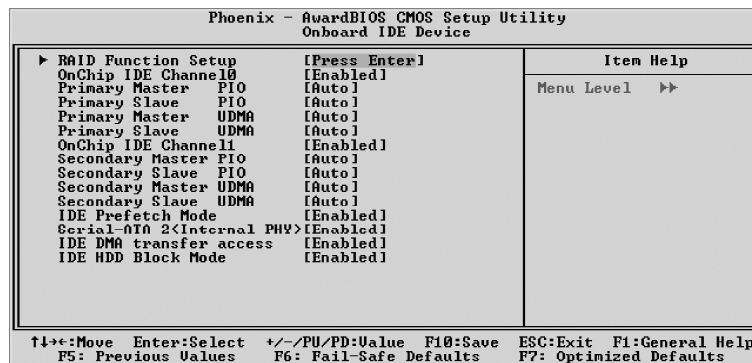 Phoenix - AwardBIOS CMOS Setup Utility
Onboard IDE Device
▶ RAID Function Setup [Press Enter]
OnChip IDE Channel0 [Enabled]
Primary Master PIO [Auto]
Primary Slave PIO [Auto]
Primary Master UDMA [Auto]
Primary Slave UDMA [Auto]
OnChip IDE Channel1 [Enabled]
Secondary Master PIO [Auto]
Secondary Slave PIO [Auto]
Secondary Master UDMA [Auto]
Secondary Slave UDMA [Auto]
IDE Prefetch Mode [Enabled]
Serial-ATA 2<Internal PHY>[Enabled]
IDE DMA transfer access [Enabled]
IDE HDD Block Mode [Enabled]
Item Help
Menu Level ▶▶
↑↓→←:Move Enter:Select +/-/PU/PD:Value F10:Save ESC:Exit F1:General Help
F5: Previous Values F6: Fail-Safe Defaults F7: Optimized Defaults